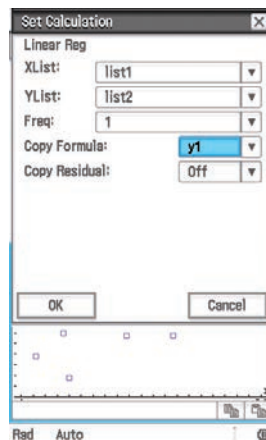 Set Calculation
Linear Reg
XList: list1
YList: list2
Freq: 1
Copy Formula: y1
Copy Residual: Off
OK Cancel
Rad Auto